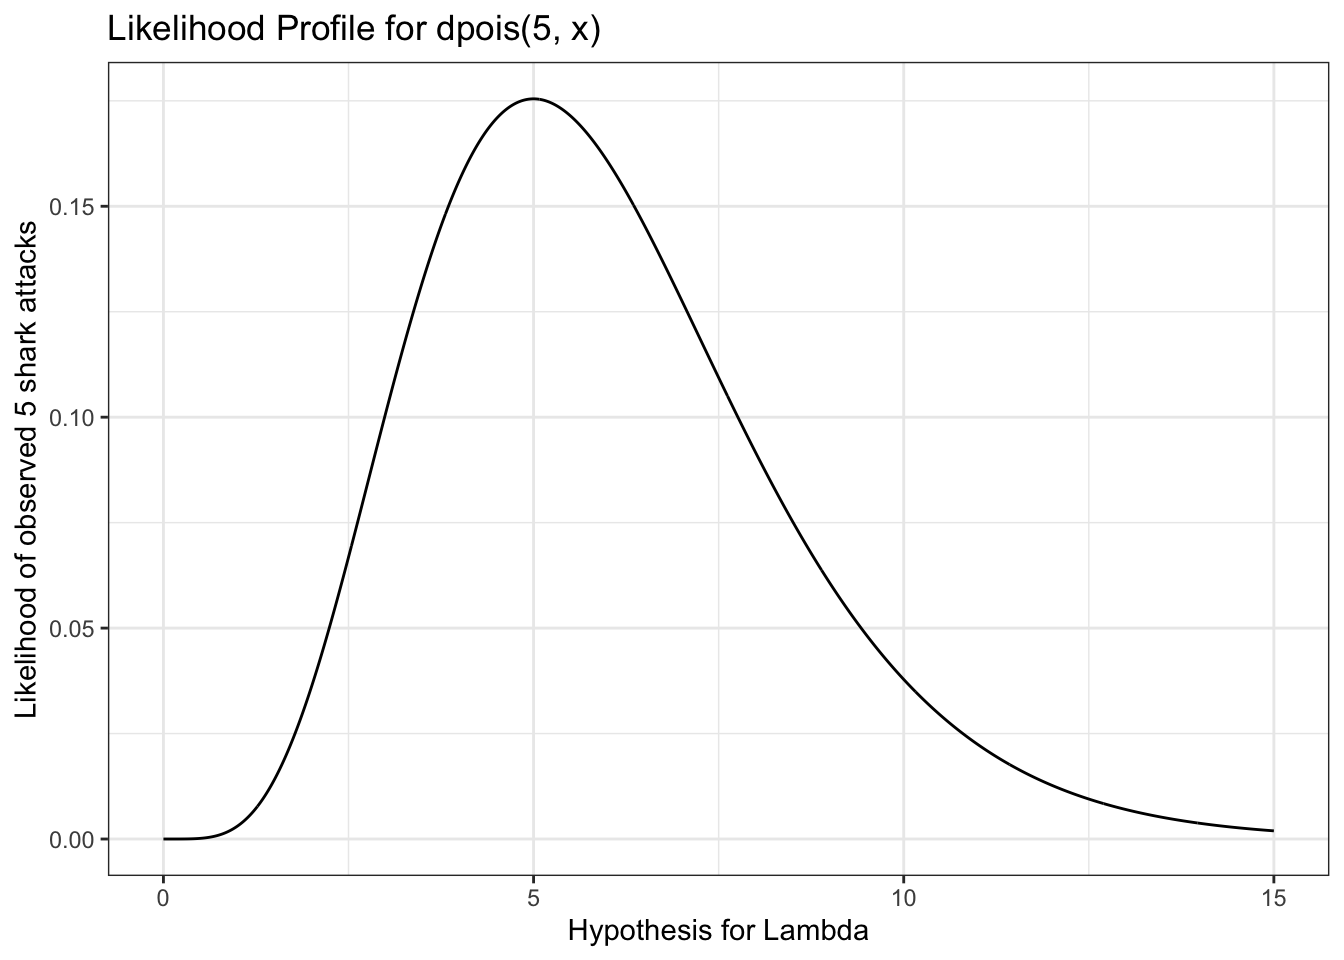 Likelihood Profile for dpois(5, x)
Likelihood of observed 5 shark attacks
0.15
0.10
0.05
0.00
0 5 10 15
Hypothesis for Lambda